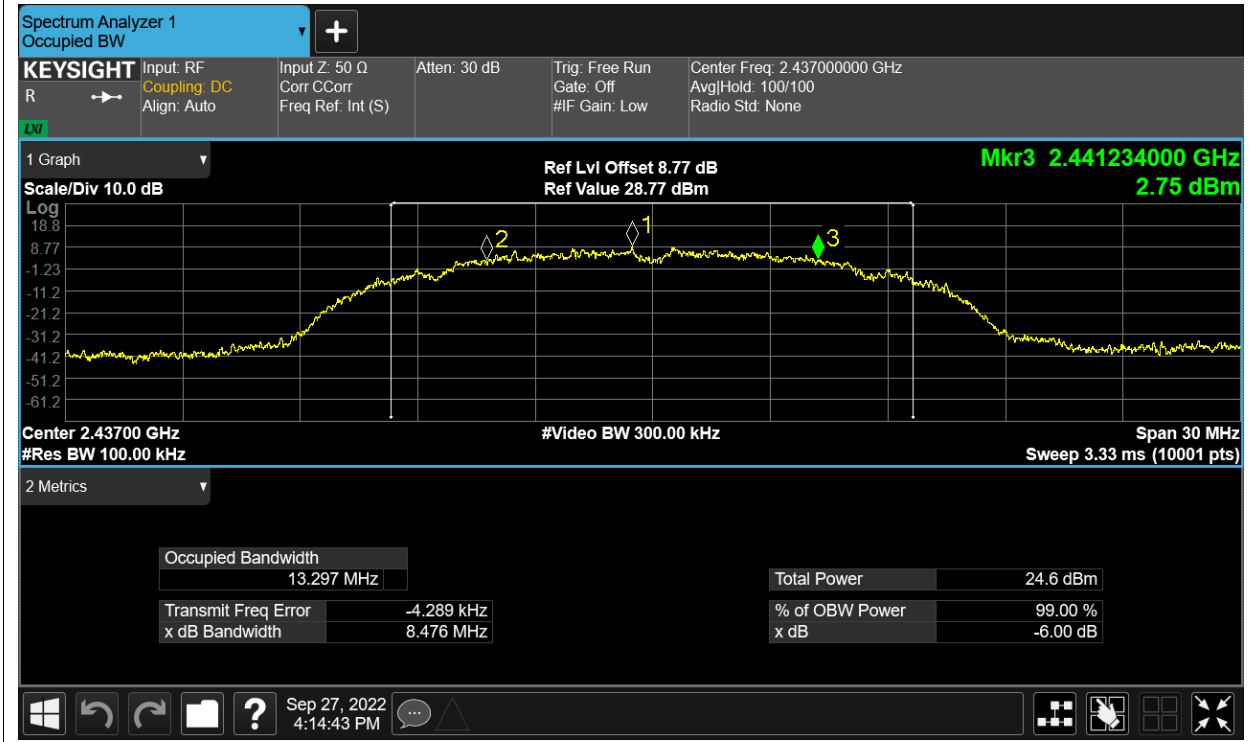 Spectrum Analyzer 1
Occupied BW
KEYSIGHT Input: RF Input Z: 50 Ω Atten: 30 dB Trig: Free Run Center Freq: 2.437000000 GHz
R Coupling: DC Corr CCorr Gate: Off Avg|Hold: 100/100
Align: Auto Freq Ref: Int (S) #IF Gain: Low Radio Std: None
LXI
1 Graph Ref Lvl Offset 8.77 dB Mkr3 2.441234000 GHz
Scale/Div 10.0 dB Ref Value 28.77 dBm 2.75 dBm
Log
18.8
8.77
-1.23
-11.2
-21.2
-31.2
-41.2
-51.2
-61.2
2
1
3
Center 2.43700 GHz #Video BW 300.00 kHz Span 30 MHz
#Res BW 100.00 kHz Sweep 3.33 ms (10001 pts)
2 Metrics
Occupied Bandwidth
13.297 MHz Total Power 24.6 dBm
Transmit Freq Error -4.289 kHz % of OBW Power 99.00 %
x dB Bandwidth 8.476 MHz x dB -6.00 dB
? Sep 27, 2022
4:14:43 PM